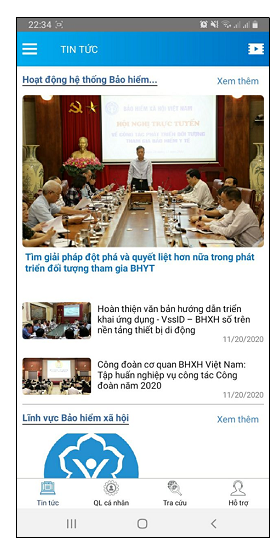 22:34
TIN TỨC
Hoạt động hệ thống Bảo hiểm...
Xem thêm
BẢO HIỂM XÃ HỘI VIỆT NAM
HỘI NGHỊ TRỰC TUYẾN
Tìm giải pháp đột phá và quyết liệt hơn nữa trong phát
triển đối tượng tham gia BHYT
Hoàn thiện văn bản hướng dẫn triển
khai ứng dụng - VssID – BHXH số trên
nền tảng thiết bị di động
11/20/2020
Công đoàn cơ quan BHXH Việt Nam:
Tập huấn nghiệp vụ công tác Công
đoàn năm 2020
11/20/2020
Lĩnh vực Bảo hiểm xã hội
Xem thêm
Tin tức
QL cá nhân
Tra cứu
Hỗ trợ